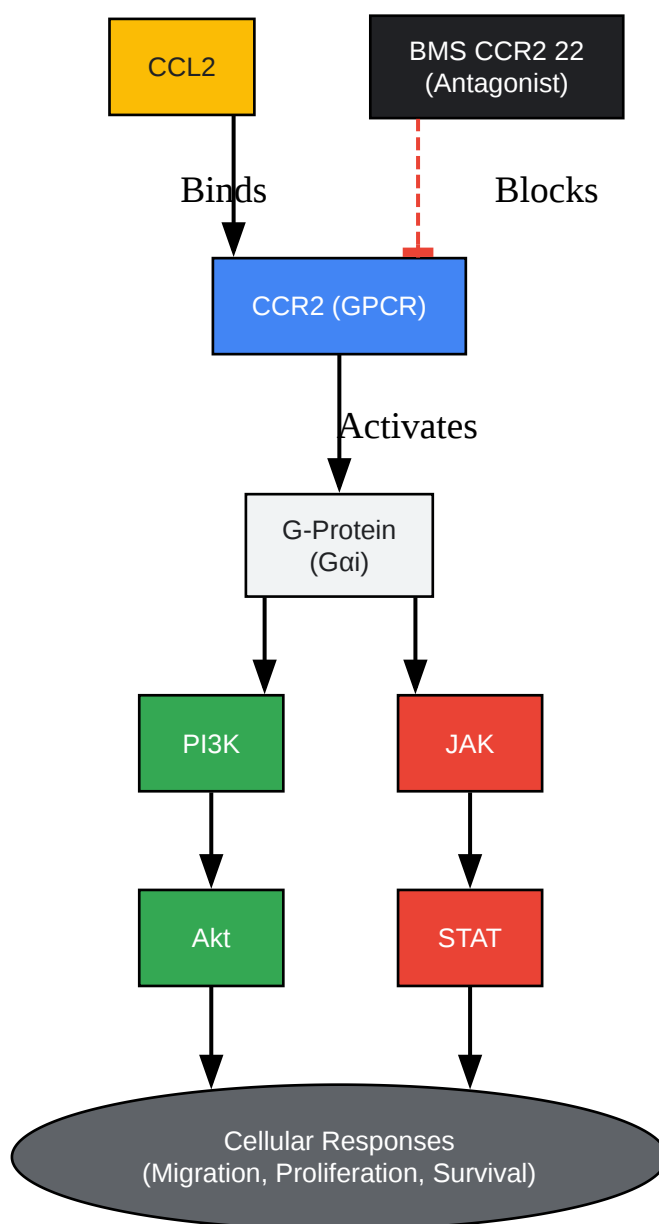 CCL2
BMS CCR2 22
(Antagonist)
Binds
Blocks
CCR2 (GPCR)
Activates
G-Protein
(Gαi)
PI3K
JAK
Akt
STAT
Cellular Responses
(Migration, Proliferation, Survival)